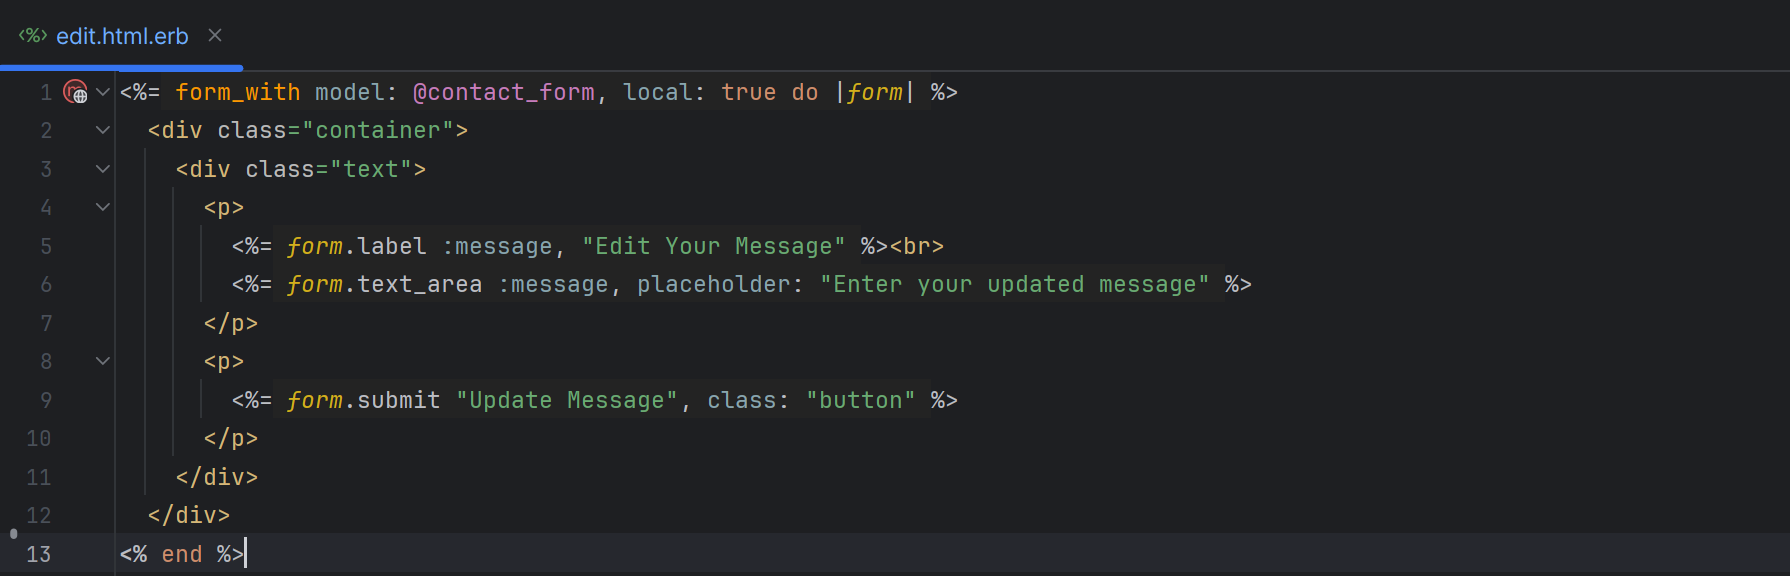 <%> edit.html.erb ×
1 <%= form_with model: @contact_form, local: true do |form| %>
2 <div class="container">
3 <div class="text">
4 <p>
5 <%= form.label :message, "Edit Your Message" %><br>
6 <%= form.text_area :message, placeholder: "Enter your updated message" %>
7 </p>
8 <p>
9 <%= form.submit "Update Message", class: "button" %>
10 </p>
11 </div>
12 </div>
13 <% end %>